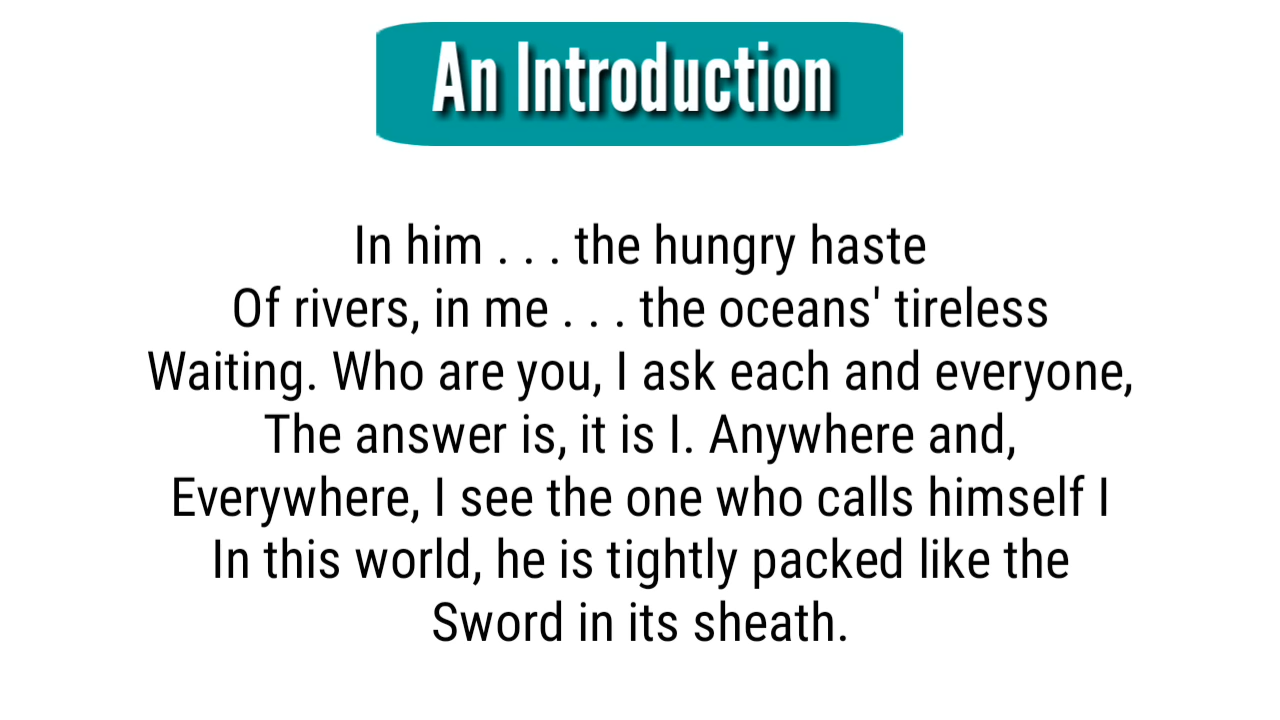 An Introduction
In him . . . the hungry haste
Of rivers, in me . . . the oceans' tireless
Waiting. Who are you, I ask each and everyone,
The answer is, it is I. Anywhere and,
Everywhere, I see the one who calls himself I
In this world, he is tightly packed like the
Sword in its sheath.